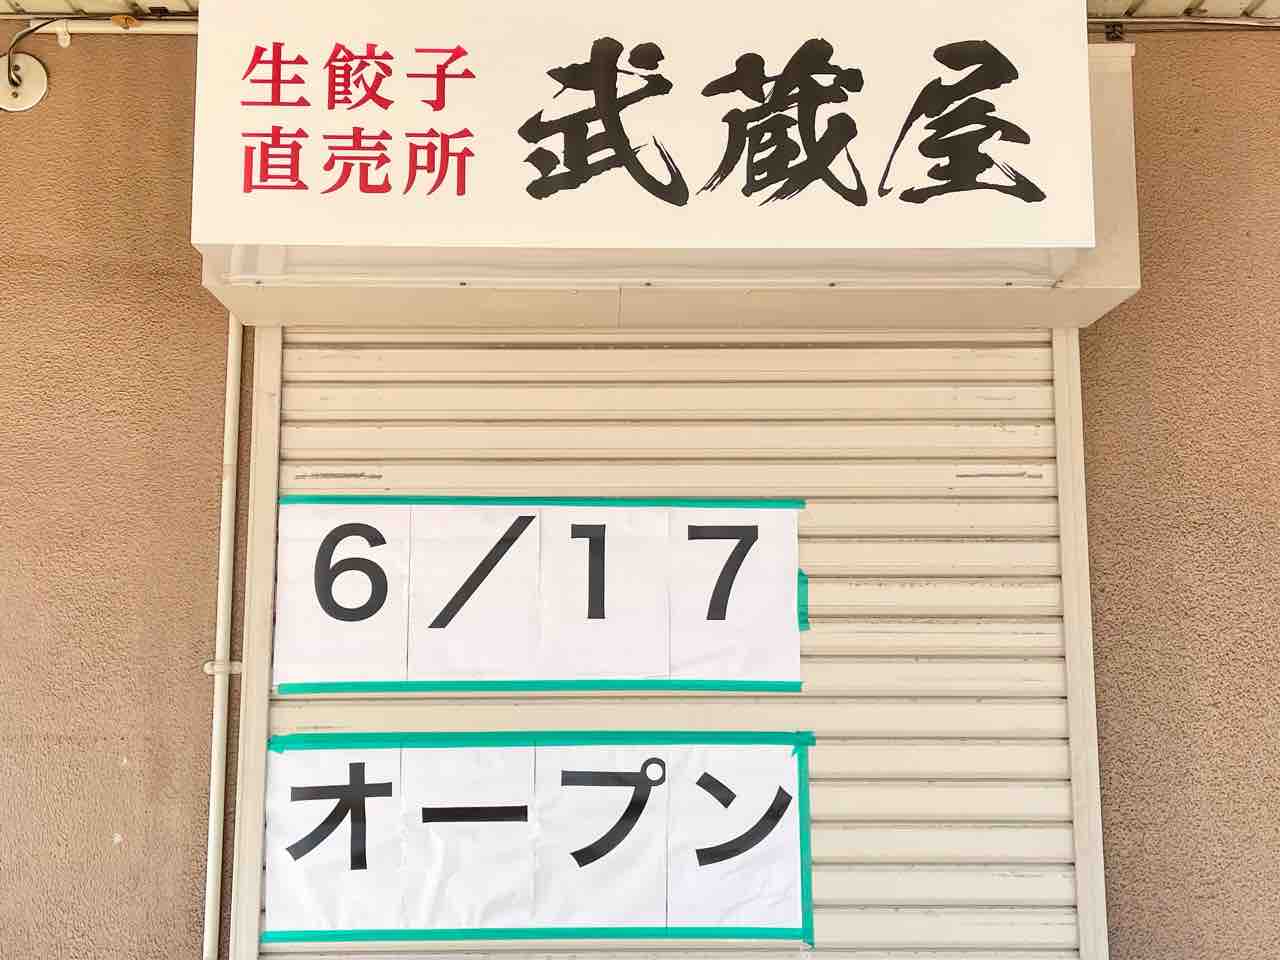 生餃子
直売所
武蔵屋
6／17
オープン